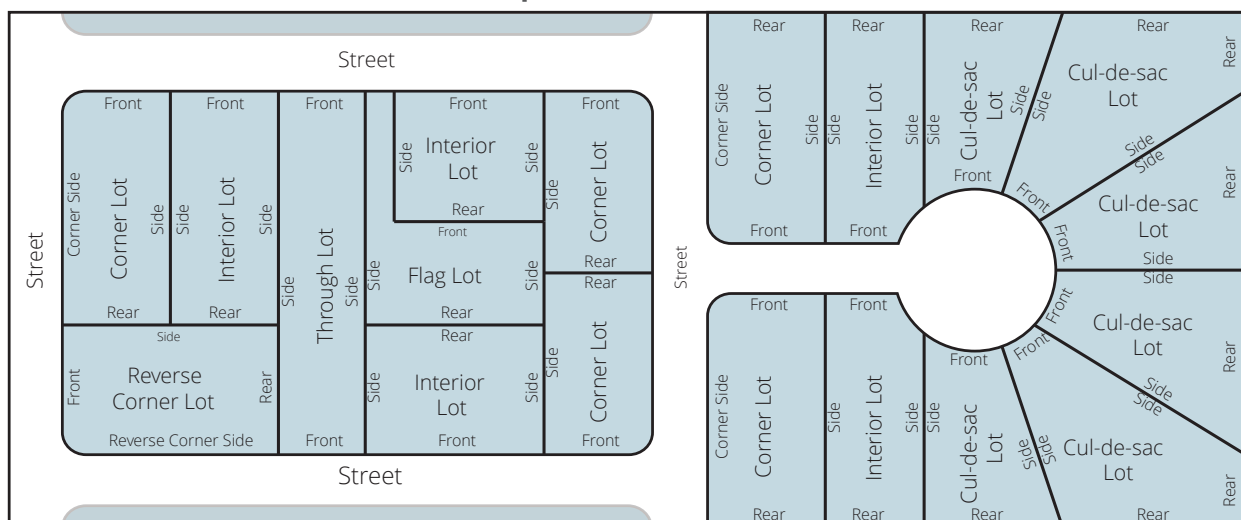 Rear
Rear
Rear
Rear
Rear
Street
Cul-de-sac
Lot
Corner Side
Corner Lot
Side
Side
Interior Lot
Side
Side
Cul-de-sac
Lot
Side
Side
Front
Front
Front
Front
Front
Side
Side
Cul-de-sac
Lot
Rear
Front
Side
Front
Front
Front
Front
Front
Corner Side
Corner Lot
Side
Side
Interior Lot
Side
Side
Through Lot
Side
Side
Interior
Lot
Side
Side
Rear
Side
Corner Lot
Rear
Street
Rear
Rear
Front
Flag Lot
Side
Side
Rear
Street
Side
Reverse
Corner Lot
Front
Rear
Reverse Corner Side
Front
Rear
Interior
Lot
Side
Side
Front
Rear
Side
Corner Lot
Front
Street
Front
Front
Front
Front
Front
Side
Cul-de-sac
Lot
Rear
Corner Side
Corner Lot
Side
Interior Lot
Side
Side
Cul-de-sac
Lot
Side
Side
Side
Side
Cul-de-sac
Lot
Rear
Rear
Rear
Rear
Rear